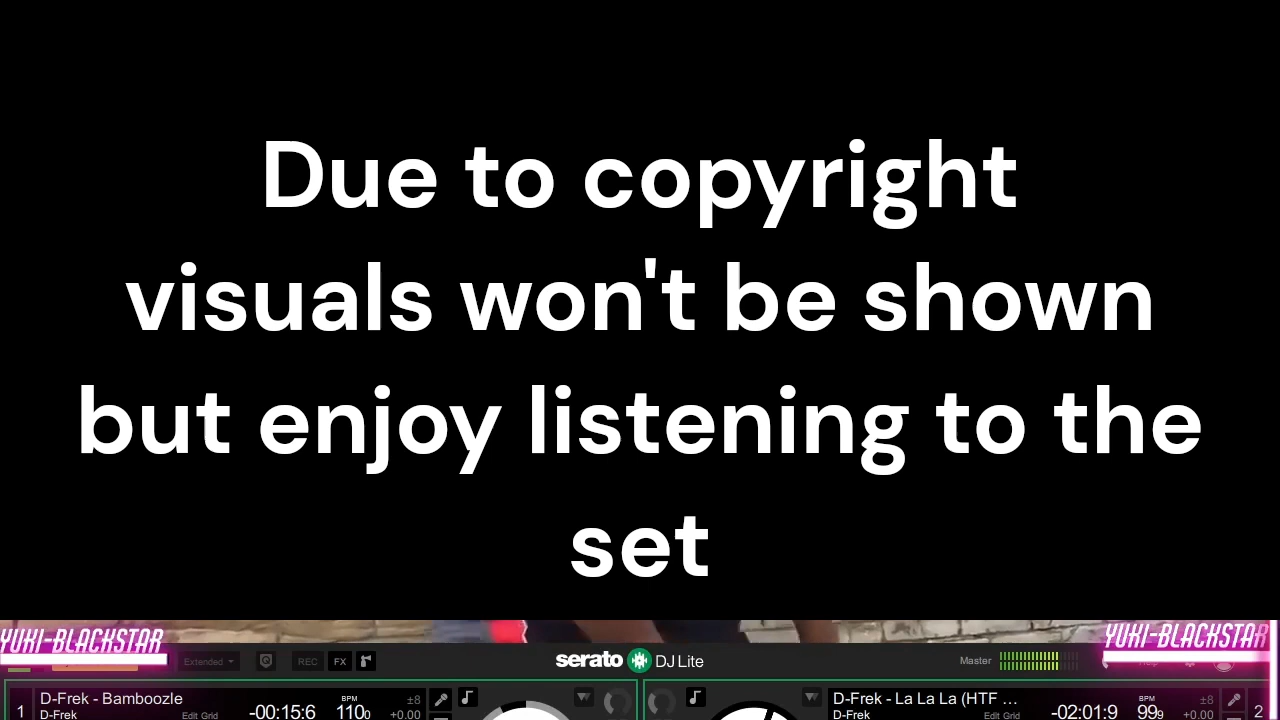 Due to copyright
visuals won't be shown
but enjoy listening to the
set
YUKI-BLACKSTAR YUKI-BLACKSTAR
Extended REC FX serato DJ Lite Master Help
1 D-Frek - Bamboozle BPM ±8 D-Frek - La La La (HTF ... BPM ±8 2
D-Frek Edit Grid -00:15:6 110.0 +0.00 D-Frek Edit Grid -02:01:9 99.9 +0.00